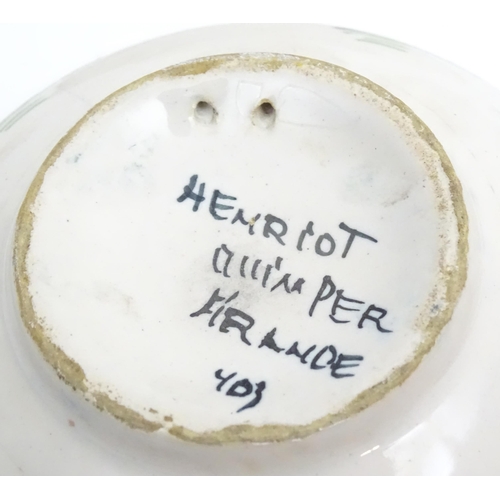 HENRIOT
QUIMPER
FRANCE
403